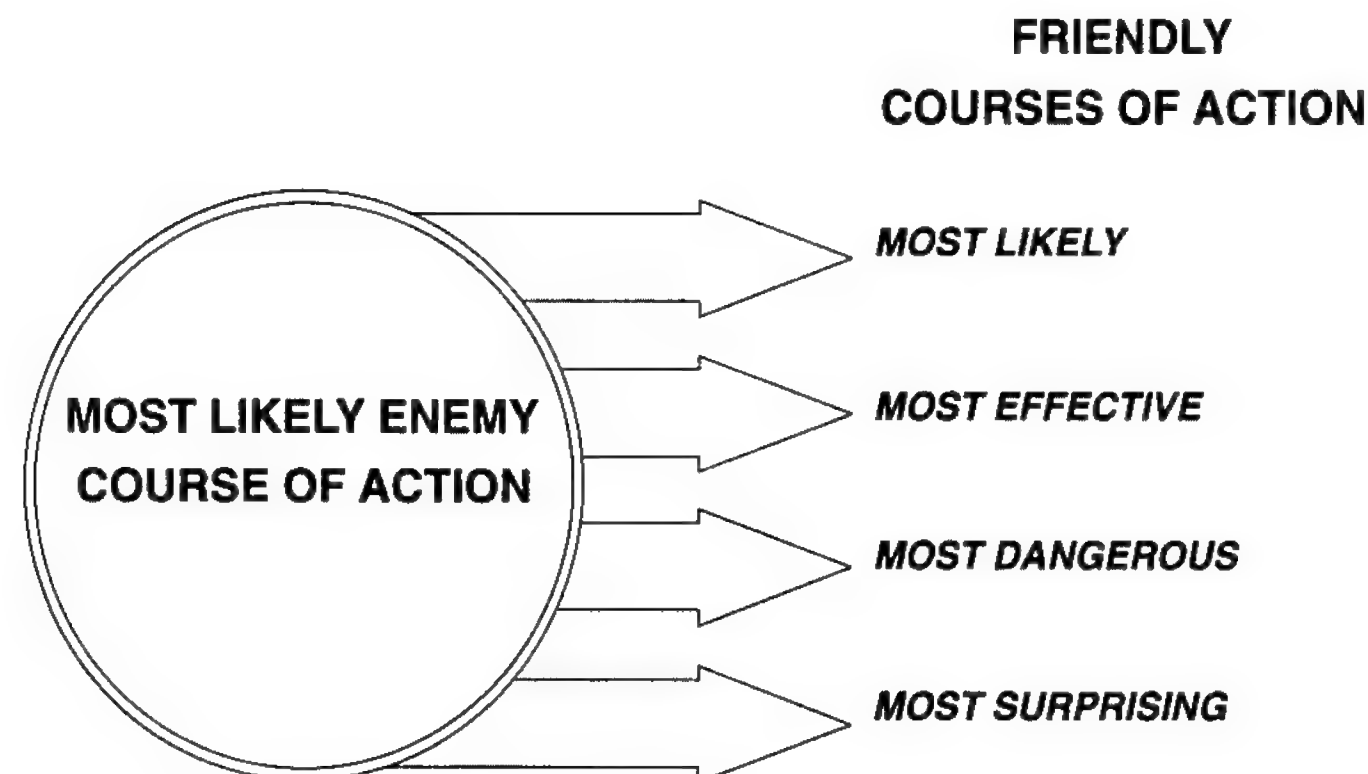 FRIENDLY
COURSES OF ACTION
MOST LIKELY
MOST LIKELY ENEMY
COURSE OF ACTION
MOST EFFECTIVE
MOST DANGEROUS
MOST SURPRISING